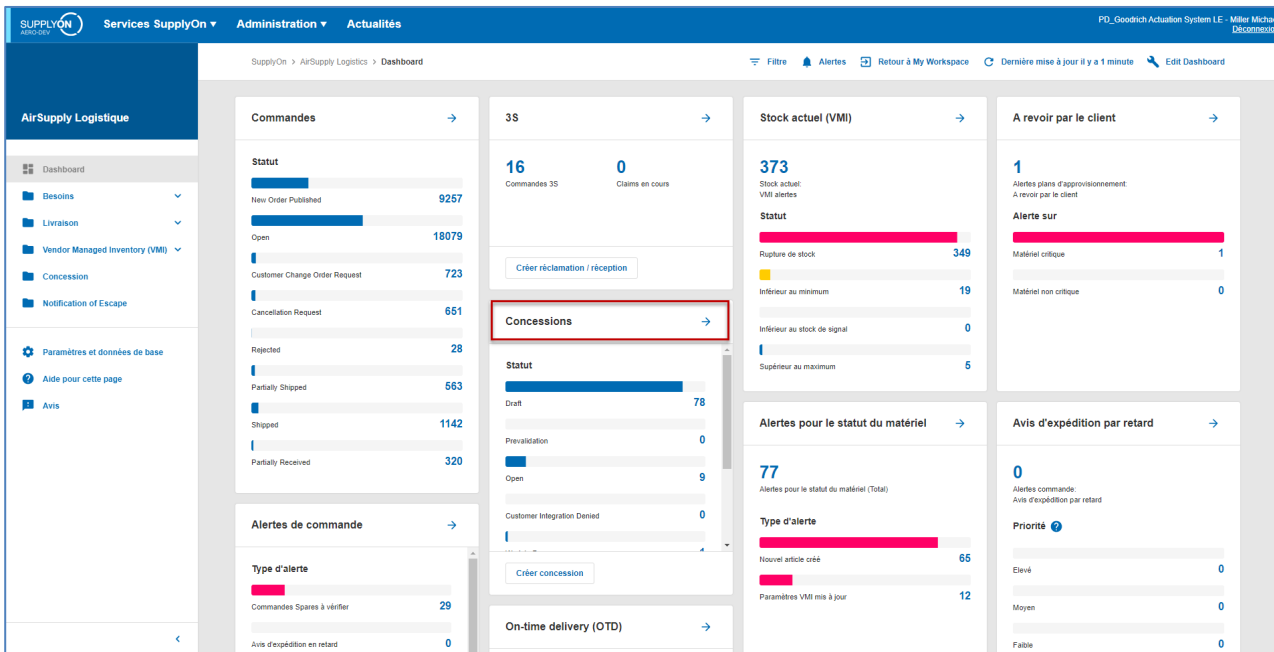 SUPPLYON
AERO-DEV
Services SupplyOn ▾
Administration ▾
Actualités
PD_Goodrich Actuation System LE - Miller Michae
Déconnexio
SupplyOn > AirSupply Logistics > Dashboard
Filtre
Alertes
Retour à My Workspace
Dernière mise à jour il y a 1 minute
Edit Dashboard
AirSupply Logistique
Dashboard
Besoins
Livraison
Vendor Managed Inventory (VMI)
Concession
Notification of Escape
Paramètres et données de base
Aide pour cette page
Avis
Commandes
Statut
New Order Published 9257
Open 18079
Customer Change Order Request 723
Cancellation Request 651
Rejected 28
Partially Shipped 563
Shipped 1142
Partially Received 320
Alertes de commande
Type d'alerte
Commandes Spares à vérifier 29
Avis d'expédition en retard 0
3S
16 0
Commandes 3S Claims en cours
Créer réclamation / réception
Concessions
Statut
Draft 78
Prevalidation 0
Open 9
Customer Integration Denied 0
Créer concession
On-time delivery (OTD)
Stock actuel (VMI)
373
Stock actuel:
VMI alertes
Statut
Rupture de stock 349
Inférieur au minimum 19
Inférieur au stock de signal 0
Supérieur au maximum 5
Alertes pour le statut du matériel
77
Alertes pour le statut du matériel (Total)
Type d'alerte
Nouvel article créé 65
Paramètres VMI mis à jour 12
A revoir par le client
1
Alertes plans d'approvisionnement:
A revoir par le client
Alerte sur
Matériel critique 1
Matériel non critique 0
Avis d'expédition par retard
0
Alertes commande:
Avis d'expédition par retard
Priorité
Elevé 0
Moyen 0
Faible 0